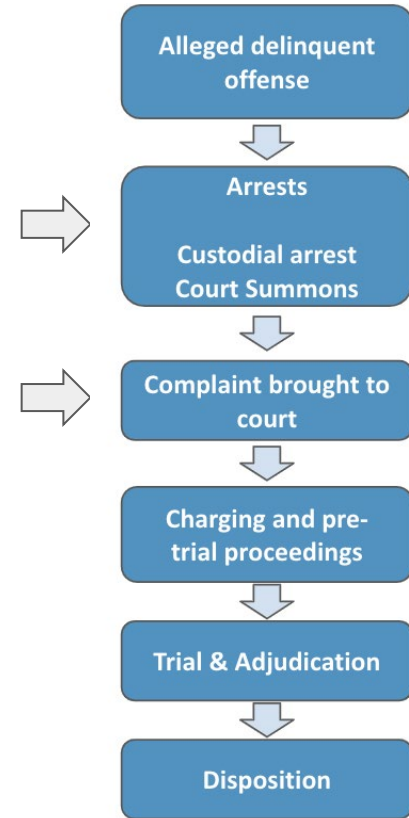 Alleged delinquent
offense
Arrests
Custodial arrest
Court Summons
Complaint brought to
court
Charging and pre-
trial proceedings
Trial & Adjudication
Disposition